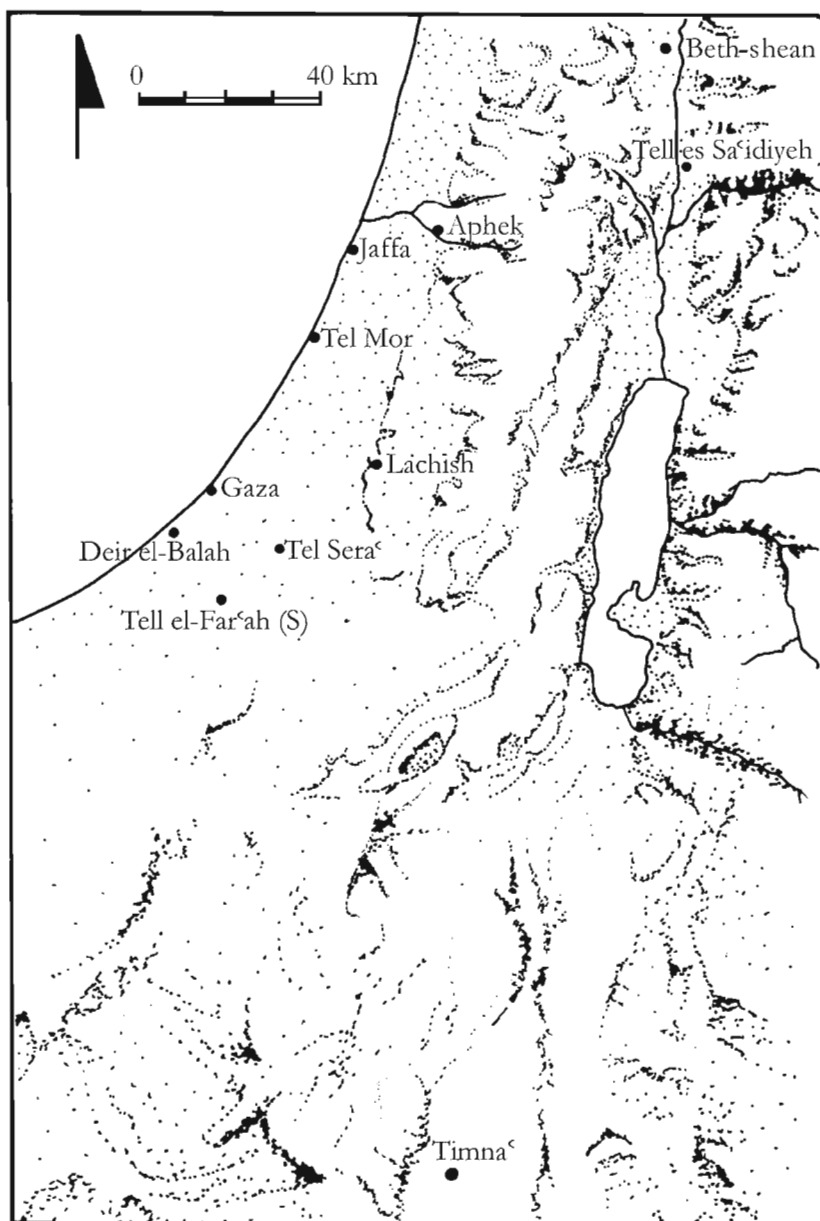 0 40 km
Beth-shean
Tell es Saʿidiyeh
Aphek
Jaffa
Tel Mor
Lachish
Gaza
Deir el-Balah
Tel Seraʿ
Tell el-Farʿah (S)
Timnaʿ